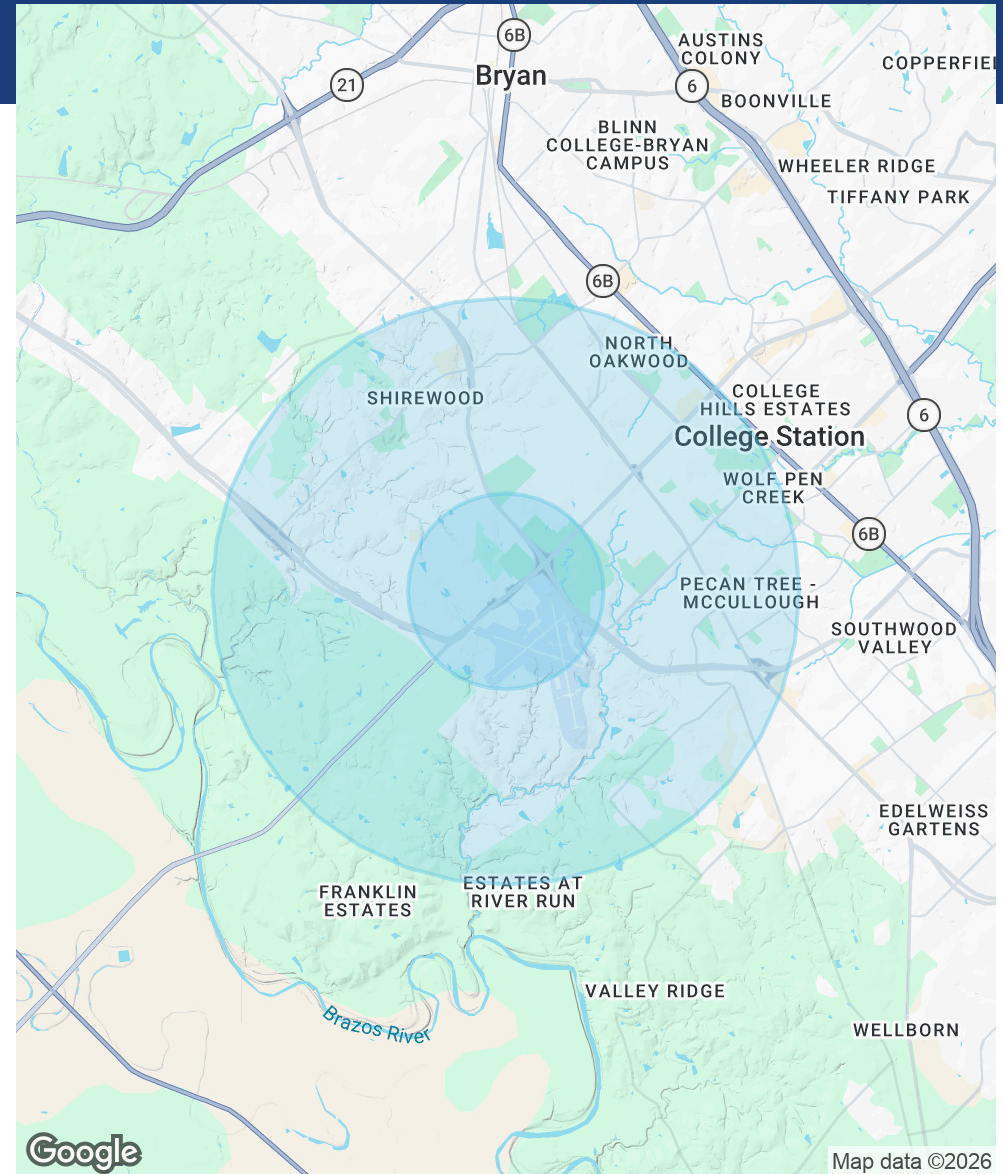 6B
AUSTINS
COLONY
COPPERFIEL
Bryan
21
6
BOONVILLE
BLINN
COLLEGE-BRYAN
CAMPUS
WHEELER RIDGE
TIFFANY PARK
6B
NORTH
OAKWOOD
SHIREWOOD
COLLEGE
HILLS ESTATES
6
College Station
WOLF PEN
CREEK
6B
PECAN TREE -
MCCULLOUGH
SOUTHWOOD
VALLEY
EDELWEISS
GARTENS
FRANKLIN
ESTATES
ESTATES AT
RIVER RUN
VALLEY RIDGE
Brazos River
WELLBORN
Google
Map data ©2026